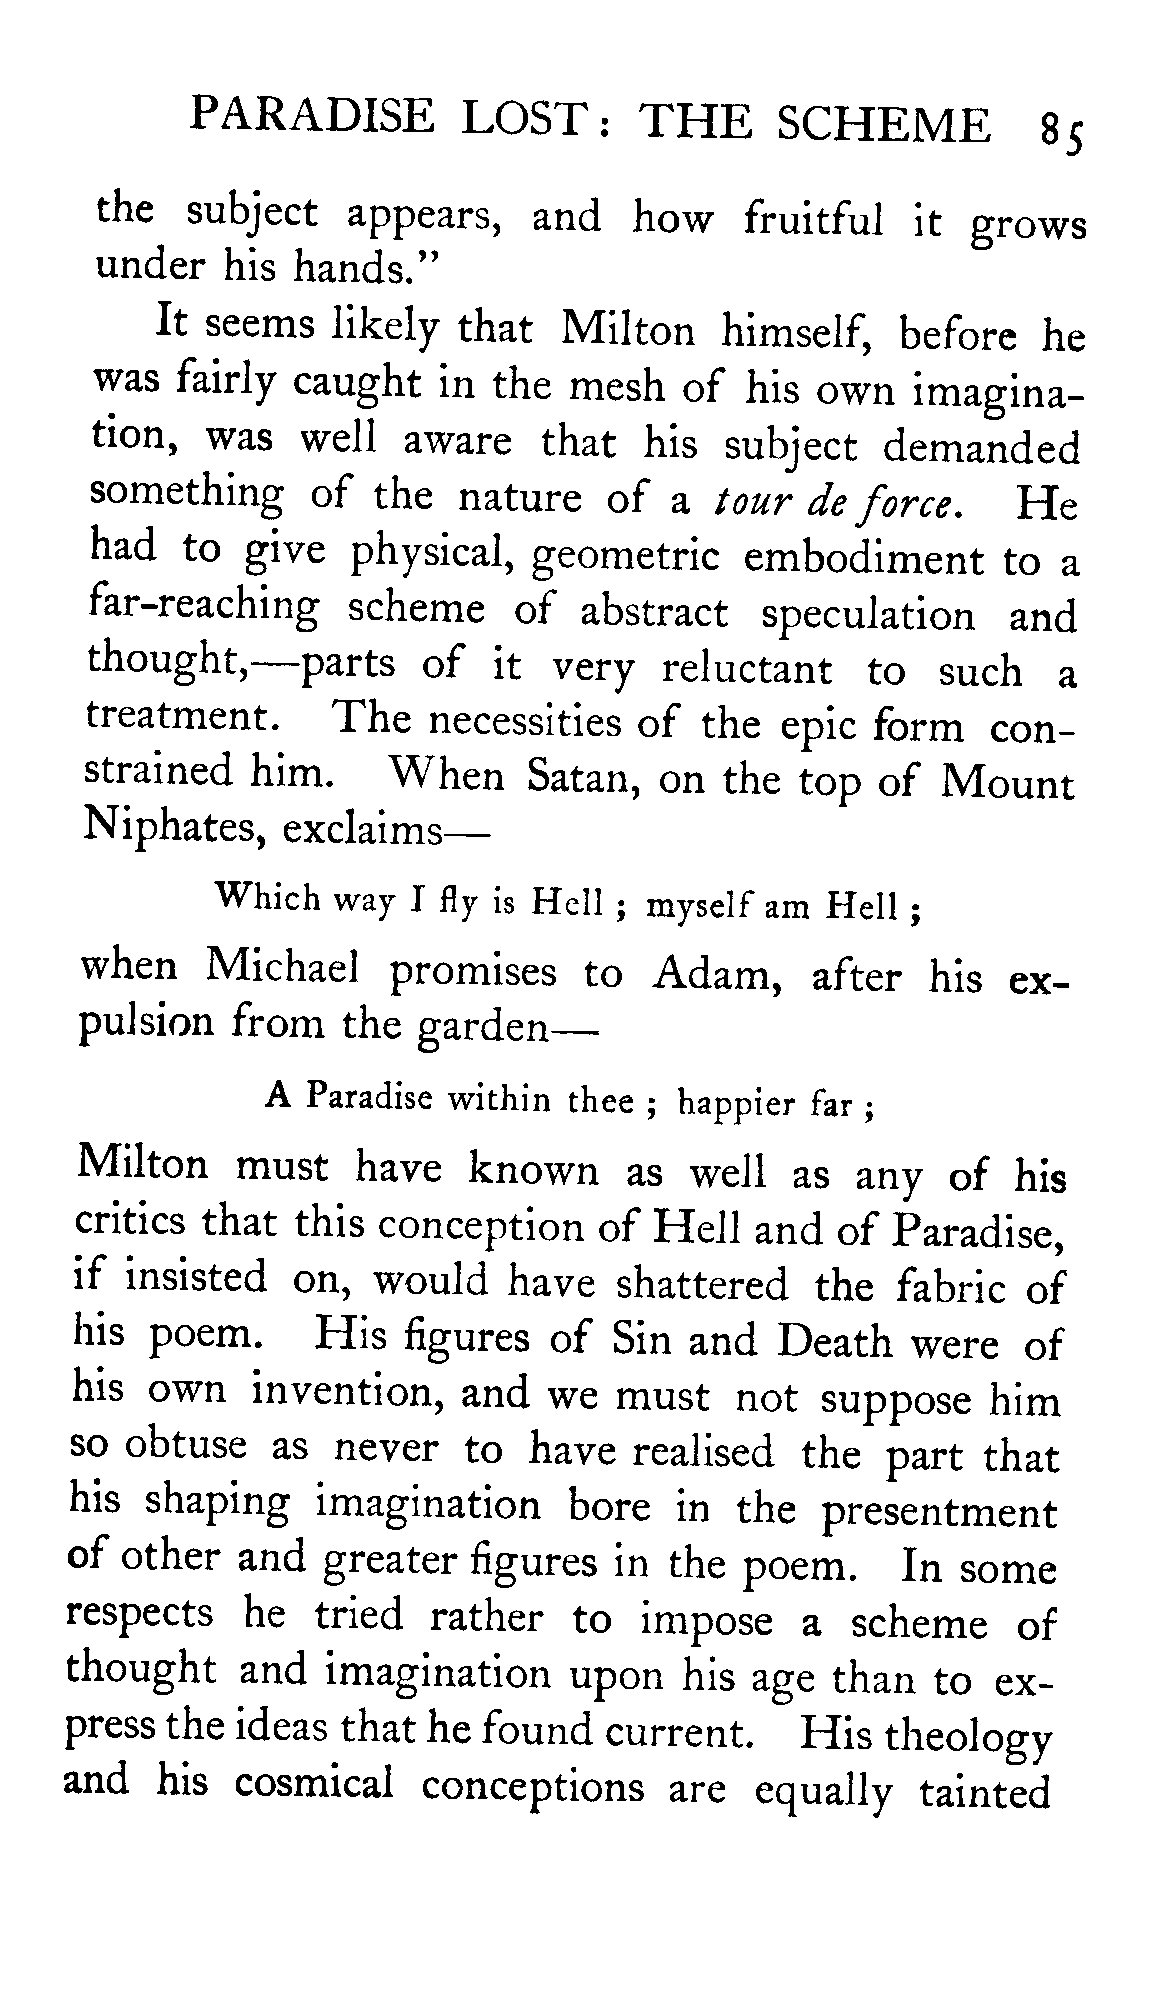 PARADISE LOST: THE SCHEME 85
the subject appears, and how fruitful it grows
under his hands.”
It seems likely that Milton himself, before he
was fairly caught in the mesh of his own imagina-
tion, was well aware that his subject demanded
something of the nature of a tour de force. He
had to give physical, geometric embodiment to a
far-reaching scheme of abstract speculation and
thought,—parts of it very reluctant to such a
treatment. The necessities of the epic form con-
strained him. When Satan, on the top of Mount
Niphates, exclaims—
Which way I fly is Hell ; myself am Hell ;
when Michael promises to Adam, after his ex-
pulsion from the garden—
A Paradise within thee ; happier far ;
Milton must have known as well as any of his
critics that this conception of Hell and of Paradise,
if insisted on, would have shattered the fabric of
his poem. His figures of Sin and Death were of
his own invention, and we must not suppose him
so obtuse as never to have realised the part that
his shaping imagination bore in the presentment
of other and greater figures in the poem. In some
respects he tried rather to impose a scheme of
thought and imagination upon his age than to ex-
press the ideas that he found current. His theology
and his cosmical conceptions are equally tainted